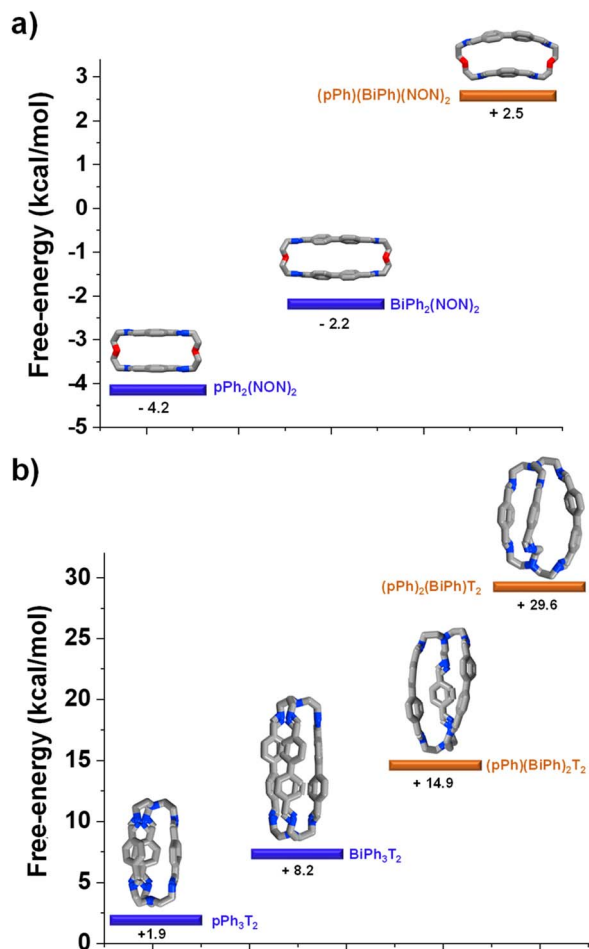 a)
Free-energy (kcal/mol)
3
2
1
0
-1
-2
-3
-4
-5
(pPh)(BiPh)(NON)₂
+ 2.5
BiPh₂(NON)₂
- 2.2
pPh₂(NON)₂
- 4.2
b)
Free-energy (kcal/mol)
30
25
20
15
10
5
0
(pPh)₂(BiPh)T₂
+ 29.6
(pPh)(BiPh)₂T₂
+ 14.9
BiPh₃T₂
+ 8.2
pPh₃T₂
+1.9